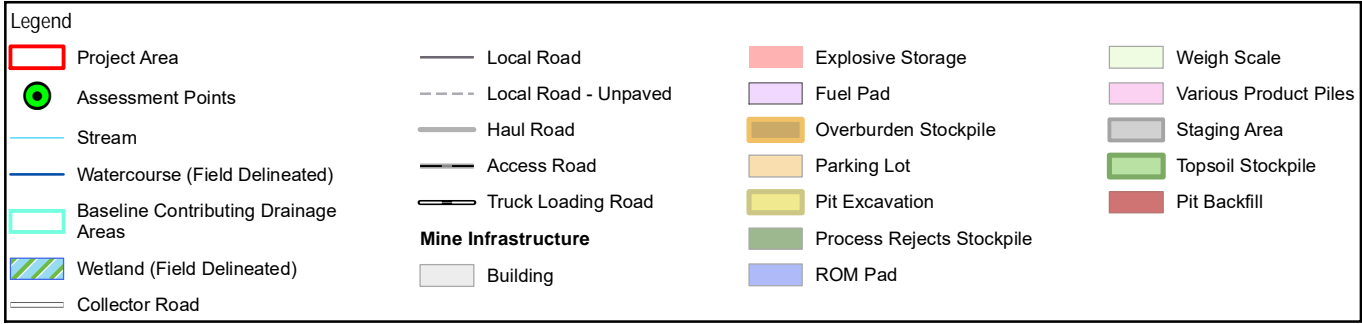 Legend
Project Area
Assessment Points
Stream
Watercourse (Field Delineated)
Baseline Contributing Drainage
Areas
Wetland (Field Delineated)
Collector Road
Local Road
Local Road - Unpaved
Haul Road
Access Road
Truck Loading Road
Mine Infrastructure
Building
Explosive Storage
Fuel Pad
Overburden Stockpile
Parking Lot
Pit Excavation
Process Rejects Stockpile
ROM Pad
Weigh Scale
Various Product Piles
Staging Area
Topsoil Stockpile
Pit Backfill